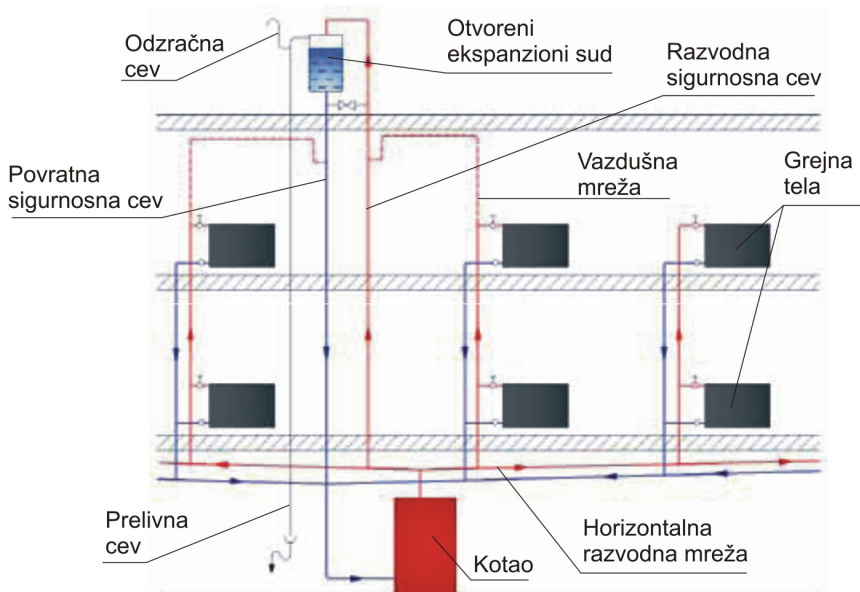 Odzračna
cev
Otvoreni
ekspanzioni sud
Razvodna
sigurnosna cev
Povratna
sigurnosna cev
Vazdušna
mreža
Grejna
tela
Prelivna
cev
Kotao
Horizontalna
razvodna mreža